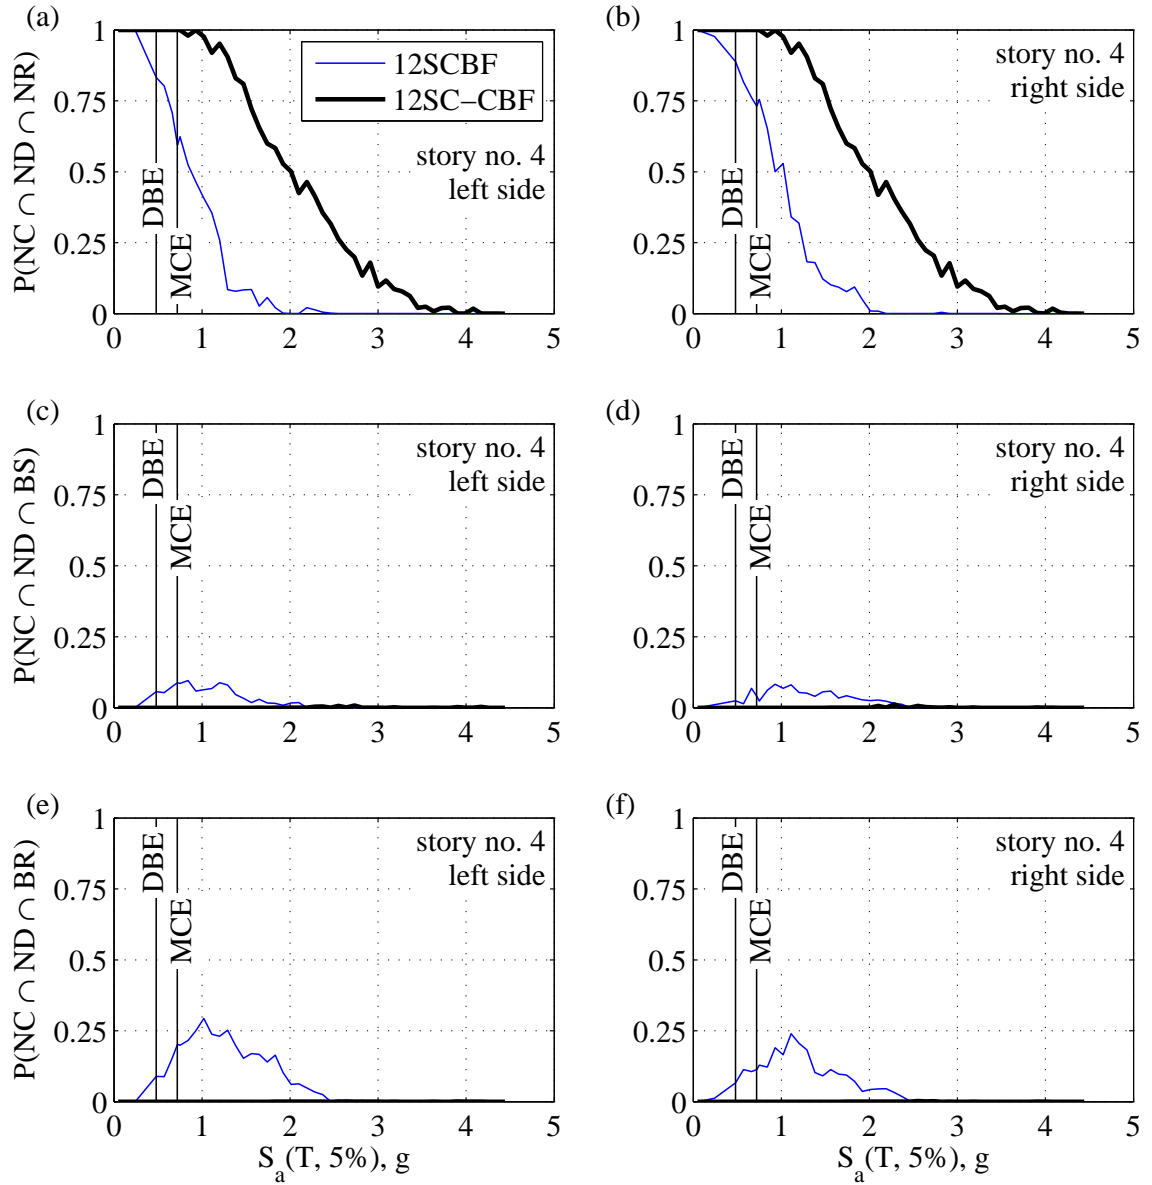 (a)
P(NC ∩ ND ∩ NR)
1
0.75
0.5
0.25
0
0 1 2 3 4 5
DBE
MCE
12SCBF
12SC−CBF
story no. 4
left side
(b)
1
0.75
0.5
0.25
0
0 1 2 3 4 5
DBE
MCE
story no. 4
right side
(c)
P(NC ∩ ND ∩ BS)
1
0.75
0.5
0.25
0
0 1 2 3 4 5
DBE
MCE
story no. 4
left side
(d)
1
0.75
0.5
0.25
0
0 1 2 3 4 5
DBE
MCE
story no. 4
right side
(e)
P(NC ∩ ND ∩ BR)
1
0.75
0.5
0.25
0
0 1 2 3 4 5
DBE
MCE
story no. 4
left side
S_a(T, 5%), g
(f)
1
0.75
0.5
0.25
0
0 1 2 3 4 5
DBE
MCE
story no. 4
right side
S_a(T, 5%), g